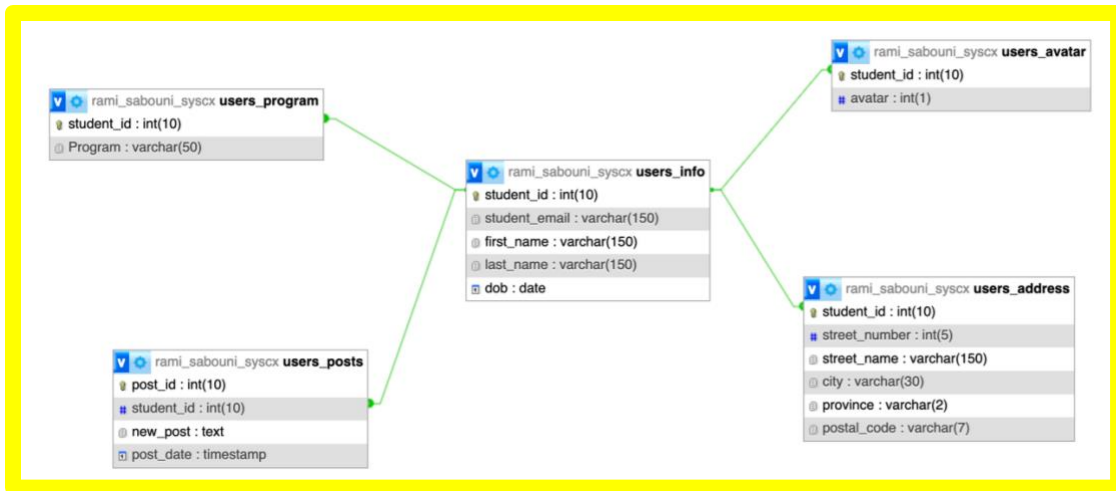 rami_sabouni_syscx users_avatar
student_id : int(10)
avatar : int(1)
rami_sabouni_syscx users_program
student_id : int(10)
Program : varchar(50)
rami_sabouni_syscx users_info
student_id : int(10)
student_email : varchar(150)
first_name : varchar(150)
last_name : varchar(150)
dob : date
rami_sabouni_syscx users_address
student_id : int(10)
street_number : int(5)
street_name : varchar(150)
city : varchar(30)
province : varchar(2)
postal_code : varchar(7)
rami_sabouni_syscx users_posts
post_id : int(10)
student_id : int(10)
new_post : text
post_date : timestamp